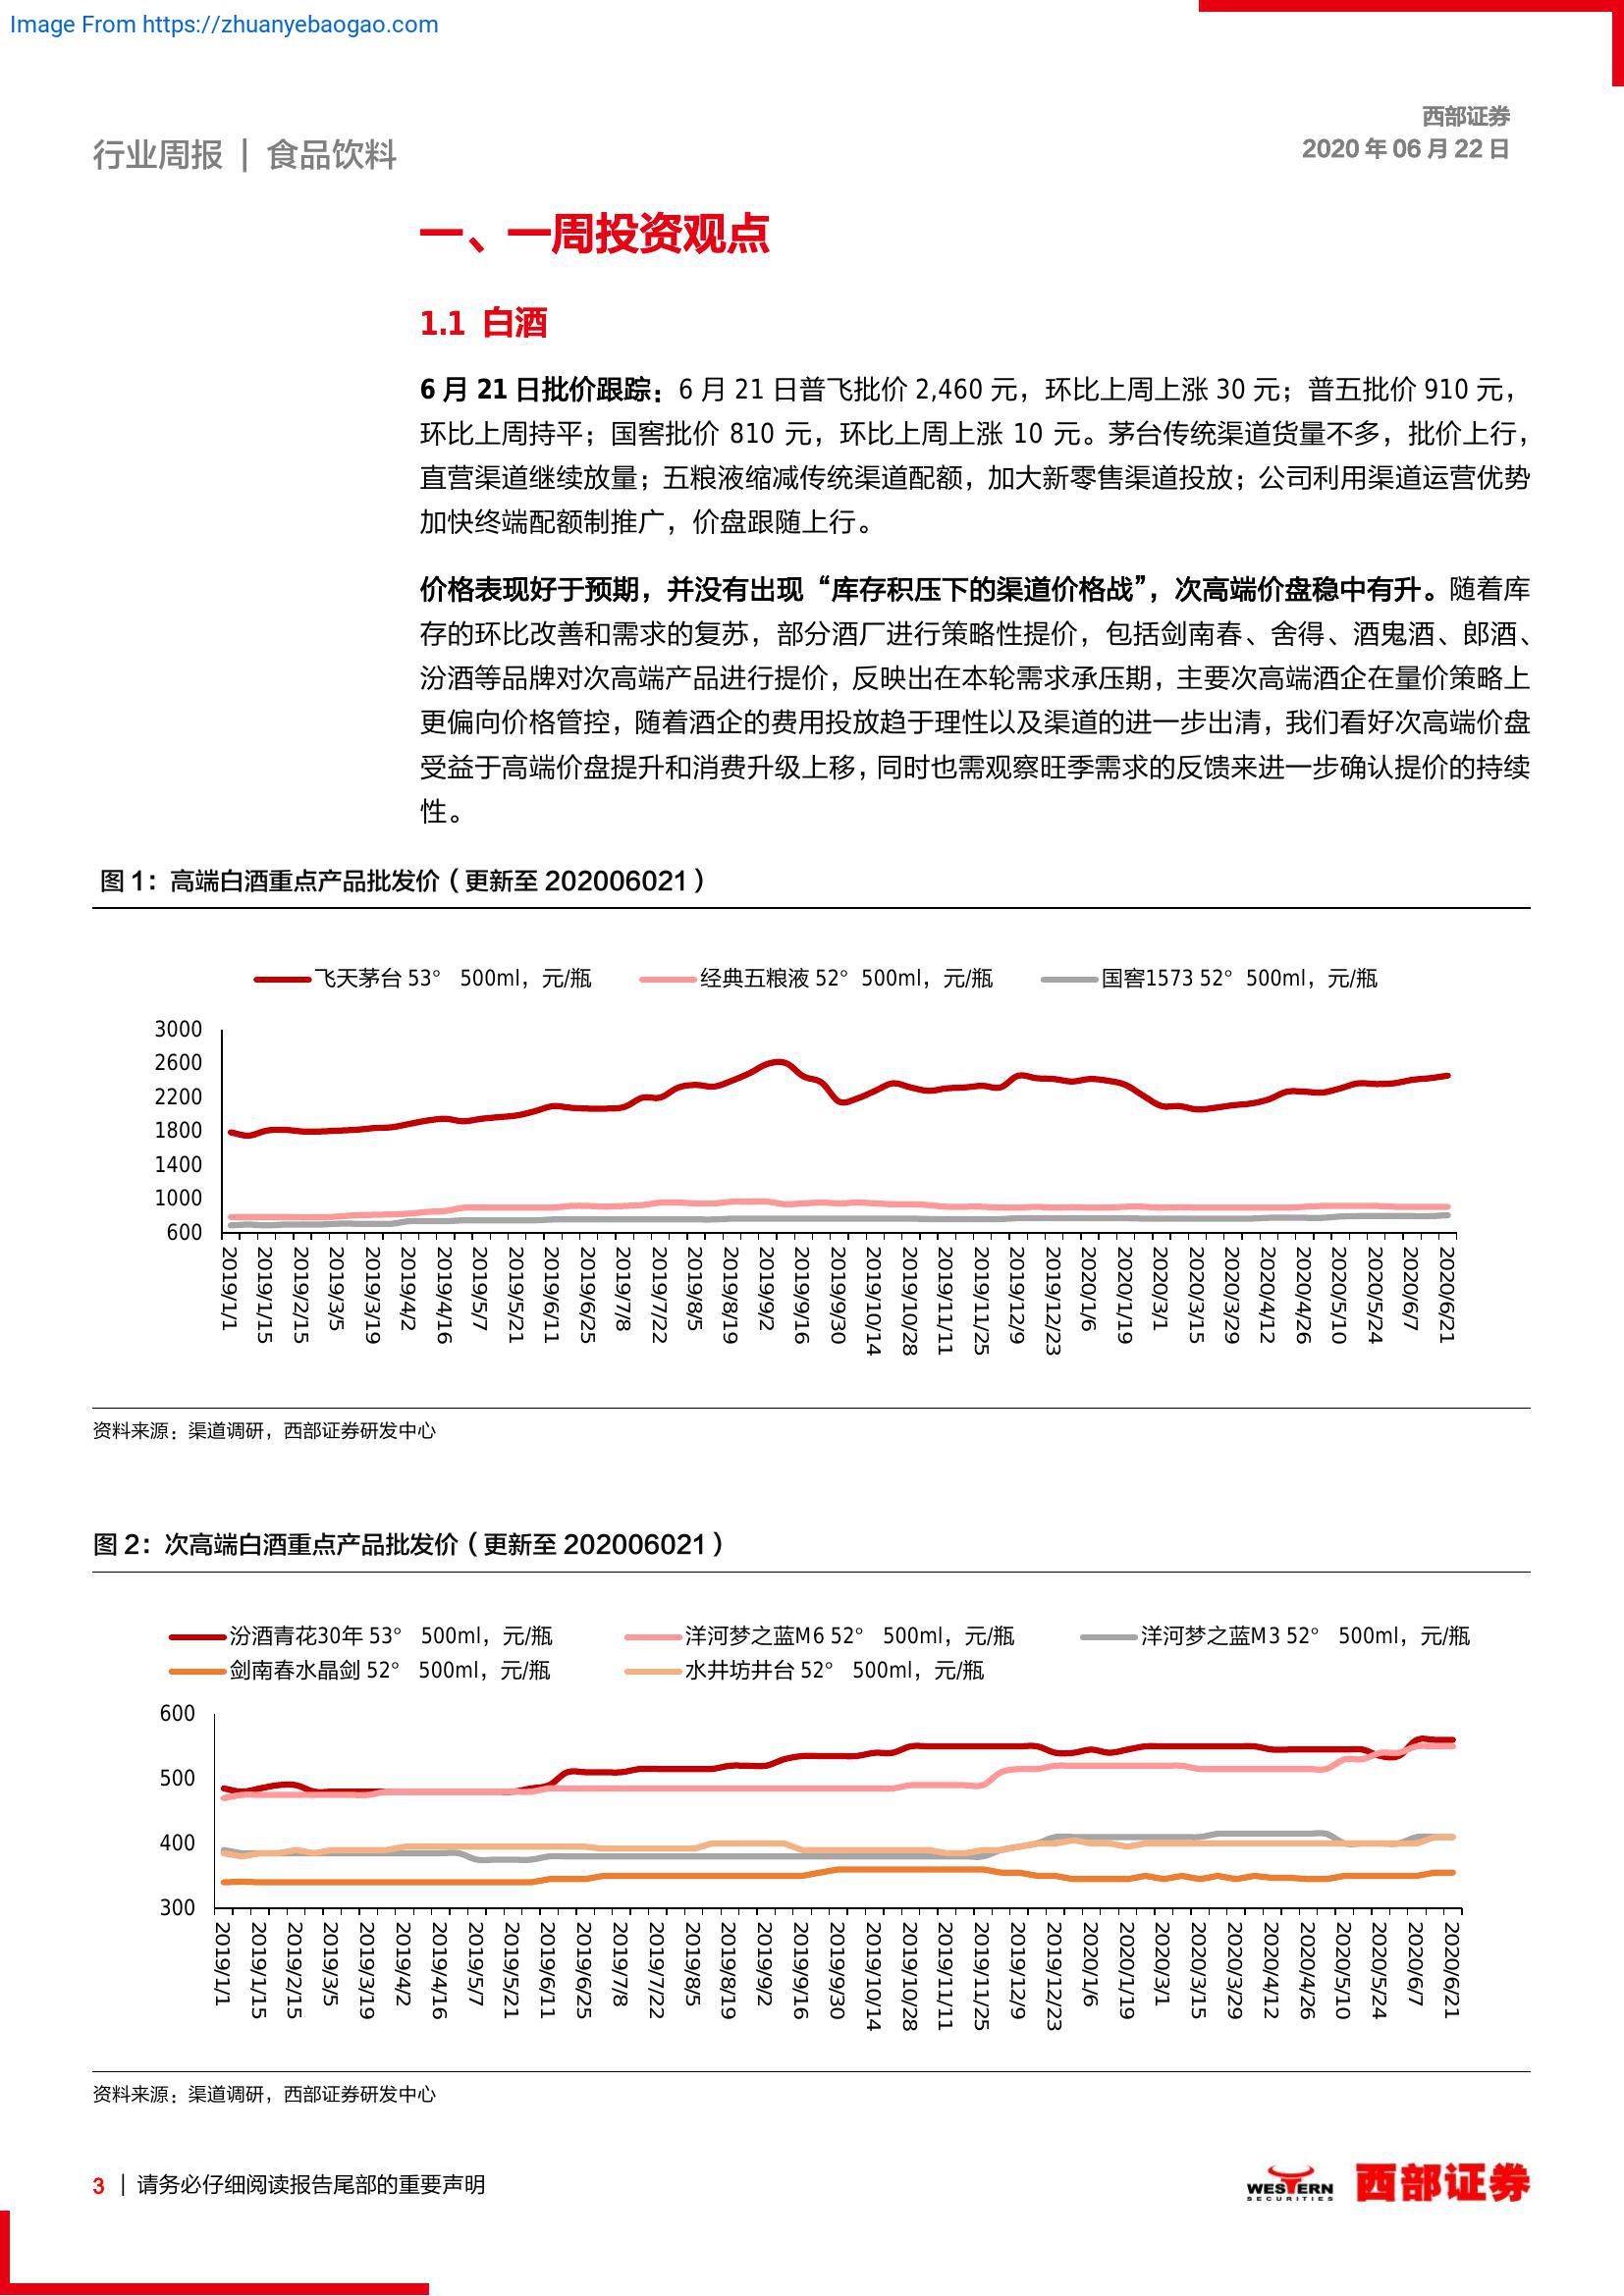 Image From https://zhuanyebaogao.com
西部证券
行业周报 | 食品饮料
2020 年 06 月 22 日
一、一周投资观点
1.1 白酒
6 月 21 日批价跟踪：6 月 21 日普飞批价 2,460 元，环比上周上涨 30 元；普五批价 910 元，
环比上周持平；国窖批价 810 元，环比上周上涨 10 元。茅台传统渠道货量不多，批价上行，
直营渠道继续放量；五粮液缩减传统渠道配额，加大新零售渠道投放；公司利用渠道运营优势
加快终端配额制推广，价盘跟随上行。
价格表现好于预期，并没有出现“库存积压下的渠道价格战”，次高端价盘稳中有升。随着库
存的环比改善和需求的复苏，部分酒厂进行策略性提价，包括剑南春、舍得、酒鬼酒、郎酒、
汾酒等品牌对次高端产品进行提价，反映出在本轮需求承压期，主要次高端酒企在量价策略上
更偏向价格管控，随着酒企的费用投放趋于理性以及渠道的进一步出清，我们看好次高端价盘
受益于高端价盘提升和消费升级上移，同时也需观察旺季需求的反馈来进一步确认提价的持续
性。
图 1：高端白酒重点产品批发价（更新至 202006021）
飞天茅台 53° 500ml，元/瓶 经典五粮液 52° 500ml，元/瓶 国窖1573 52° 500ml，元/瓶
3000
2600
2200
1800
1400
1000
600
2019/1/1 2019/1/15 2019/2/15 2019/3/5 2019/3/19 2019/4/2 2019/4/16 2019/5/7 2019/5/21 2019/6/11 2019/6/25 2019/7/8 2019/7/22 2019/8/5 2019/8/19 2019/9/2 2019/9/16 2019/9/30 2019/10/14 2019/10/28 2019/11/11 2019/11/25 2019/12/9 2019/12/23 2020/1/6 2020/1/19 2020/3/1 2020/3/15 2020/3/29 2020/4/12 2020/4/26 2020/5/10 2020/5/24 2020/6/7 2020/6/21
资料来源：渠道调研，西部证券研发中心
图 2：次高端白酒重点产品批发价（更新至 202006021）
汾酒青花30年 53° 500ml，元/瓶 洋河梦之蓝M6 52° 500ml，元/瓶 洋河梦之蓝M3 52° 500ml，元/瓶
剑南春水晶剑 52° 500ml，元/瓶 水井坊井台 52° 500ml，元/瓶
600
500
400
300
2019/1/1 2019/1/15 2019/2/15 2019/3/5 2019/3/19 2019/4/2 2019/4/16 2019/5/7 2019/5/21 2019/6/11 2019/6/25 2019/7/8 2019/7/22 2019/8/5 2019/8/19 2019/9/2 2019/9/16 2019/9/30 2019/10/14 2019/10/28 2019/11/11 2019/11/25 2019/12/9 2019/12/23 2020/1/6 2020/1/19 2020/3/1 2020/3/15 2020/3/29 2020/4/12 2020/4/26 2020/5/10 2020/5/24 2020/6/7 2020/6/21
资料来源：渠道调研，西部证券研发中心
3 | 请务必仔细阅读报告尾部的重要声明
WESTERN
SECURITIES
西部证券